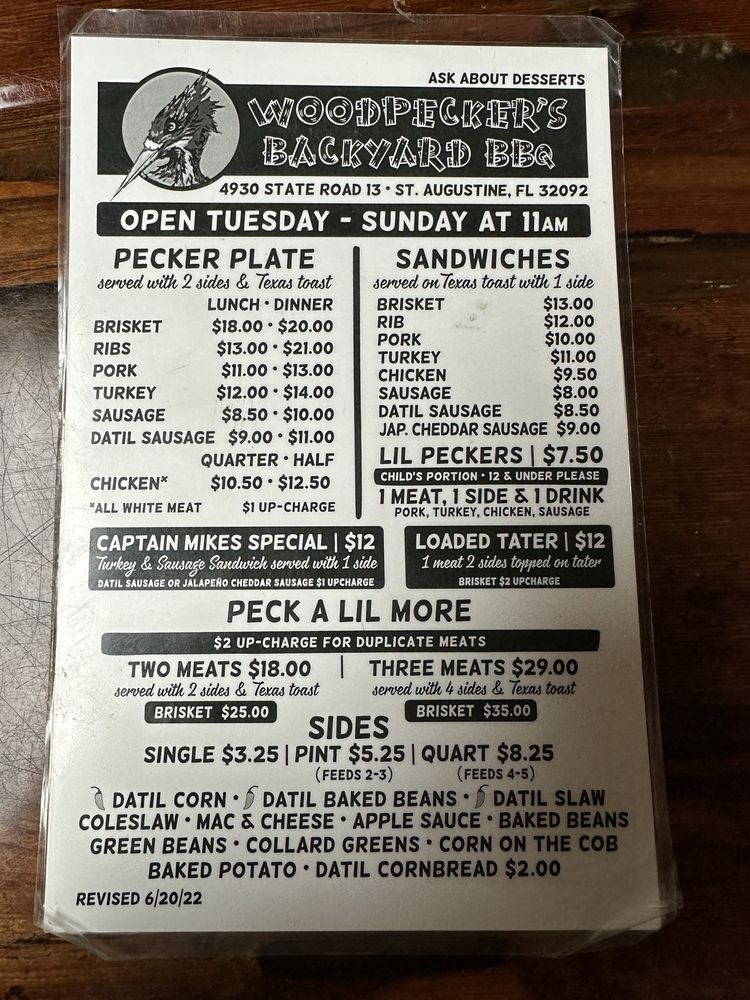 ASK ABOUT DESSERTS
WOODPECKER'S
BACKYARD BBQ
4930 STATE ROAD 13 • ST. AUGUSTINE, FL 32092
OPEN TUESDAY - SUNDAY AT 11AM
PECKER PLATE
served with 2 sides & Texas toast
LUNCH • DINNER
BRISKET $18.00 • $20.00
RIBS $13.00 • $21.00
PORK $11.00 • $13.00
TURKEY $12.00 • $14.00
SAUSAGE $8.50 • $10.00
DATIL SAUSAGE $9.00 • $11.00
QUARTER • HALF
CHICKEN* $10.50 • $12.50
*ALL WHITE MEAT $1 UP-CHARGE
SANDWICHES
served on Texas toast with 1 side
BRISKET $13.00
RIB $12.00
PORK $10.00
TURKEY $11.00
CHICKEN $9.50
SAUSAGE $8.00
DATIL SAUSAGE $8.50
JAP. CHEDDAR SAUSAGE $9.00
LIL PECKERS | $7.50
CHILD'S PORTION • 12 & UNDER PLEASE
1 MEAT, 1 SIDE & 1 DRINK
PORK, TURKEY, CHICKEN, SAUSAGE
CAPTAIN MIKES SPECIAL | $12
Turkey & Sausage Sandwich served with 1 side
DATIL SAUSAGE OR JALAPEÑO CHEDDAR SAUSAGE $1 UPCHARGE
LOADED TATER | $12
1 meat 2 sides topped on tater
BRISKET $2 UPCHARGE
PECK A LIL MORE
$2 UP-CHARGE FOR DUPLICATE MEATS
TWO MEATS $18.00
served with 2 sides & Texas toast
BRISKET $25.00
THREE MEATS $29.00
served with 4 sides & Texas toast
BRISKET $35.00
SIDES
SINGLE $3.25 | PINT $5.25 | QUART $8.25
(FEEDS 2-3) (FEEDS 4-5)
DATIL CORN • DATIL BAKED BEANS • DATIL SLAW
COLESLAW • MAC & CHEESE • APPLE SAUCE • BAKED BEANS
GREEN BEANS • COLLARD GREENS • CORN ON THE COB
BAKED POTATO • DATIL CORNBREAD $2.00
REVISED 6/20/22